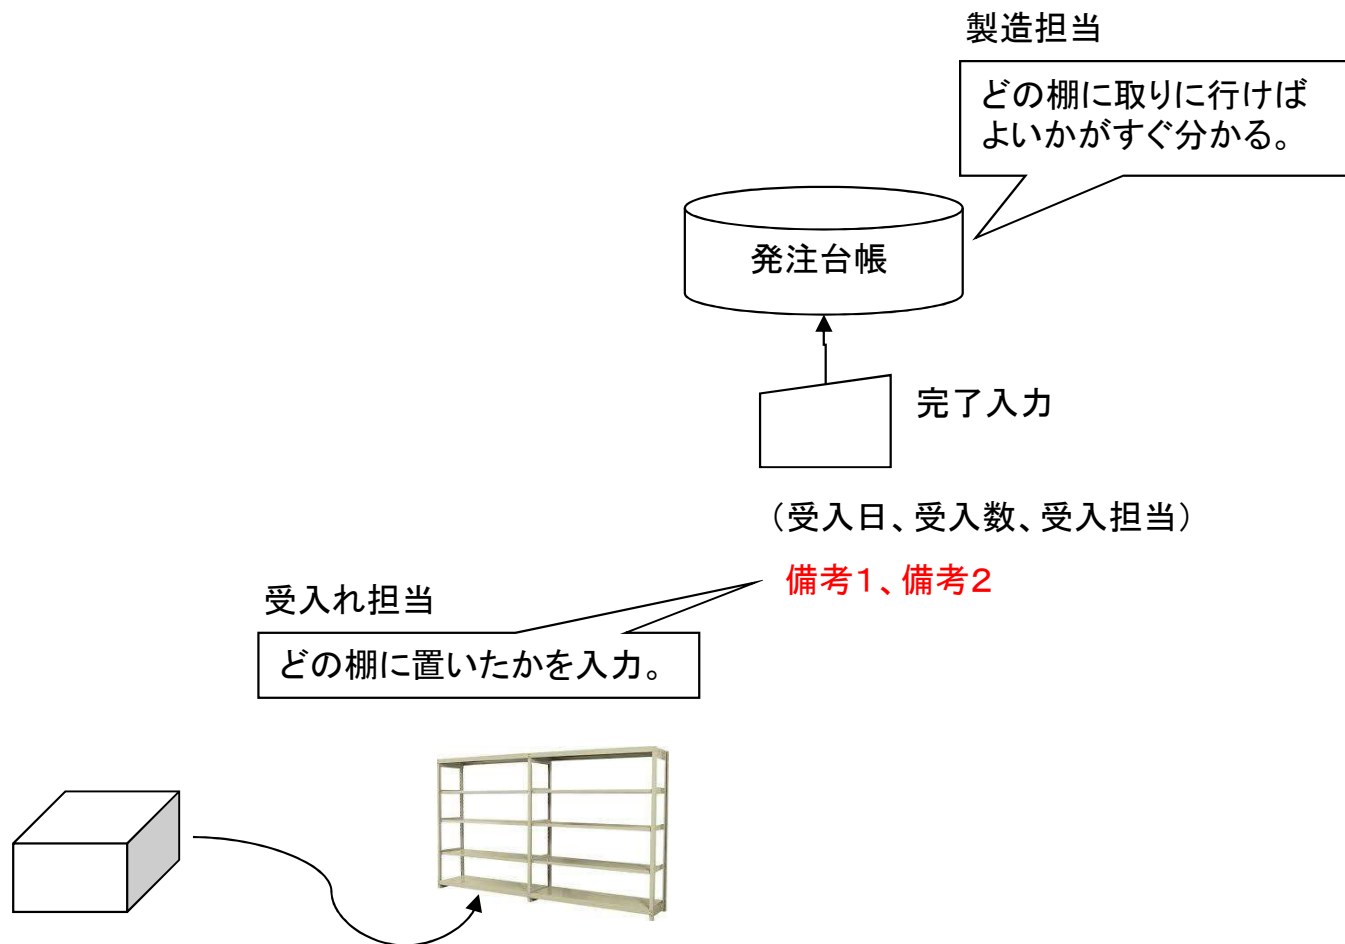 製造担当
どの棚に取りに行けば
よいかがすぐ分かる。
発注台帳
完了入力
（受入日、受入数、受入担当）
備考１、備考２
受入れ担当
どの棚に置いたかを入力。